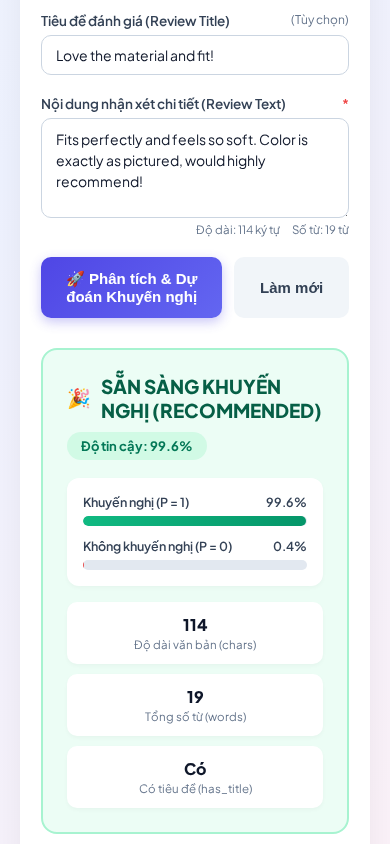 Tiêu đề đánh giá (Review Title) (Tùy chọn)
Love the material and fit!
Nội dung nhận xét chi tiết (Review Text) *
Fits perfectly and feels so soft. Color is
exactly as pictured, would highly
recommend!
Độ dài: 114 ký tự Số từ: 19 từ
🚀 Phân tích & Dự
đoán Khuyến nghị
Làm mới
🎉 SẴN SÀNG KHUYẾN
NGHỊ (RECOMMENDED)
Độ tin cậy: 99.6%
Khuyến nghị (P = 1) 99.6%
Không khuyến nghị (P = 0) 0.4%
114
Độ dài văn bản (chars)
19
Tổng số từ (words)
Có
Có tiêu đề (has_title)